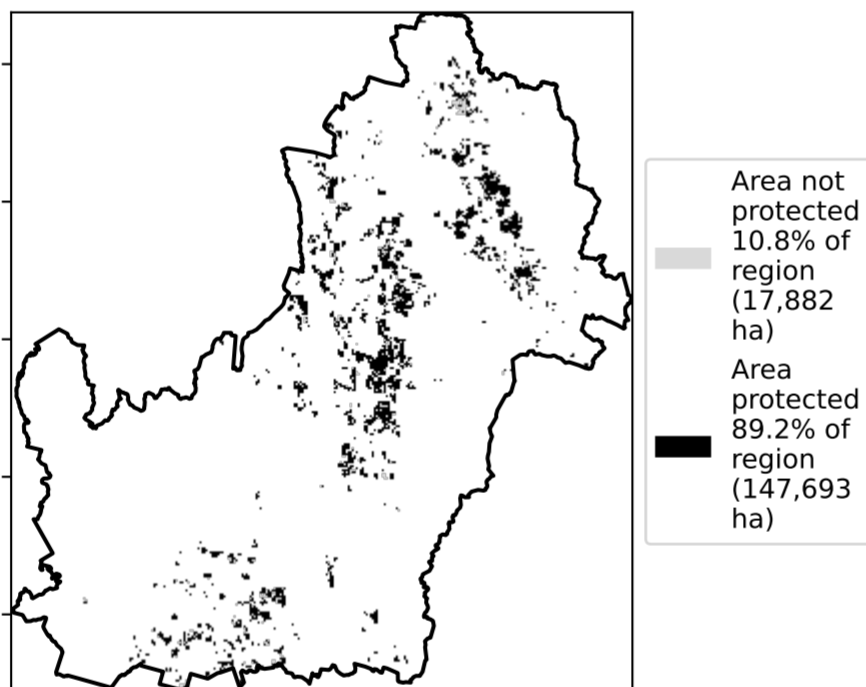 Area not
protected
10.8% of
region
(17,882
ha)
Area
protected
89.2% of
region
(147,693
ha)